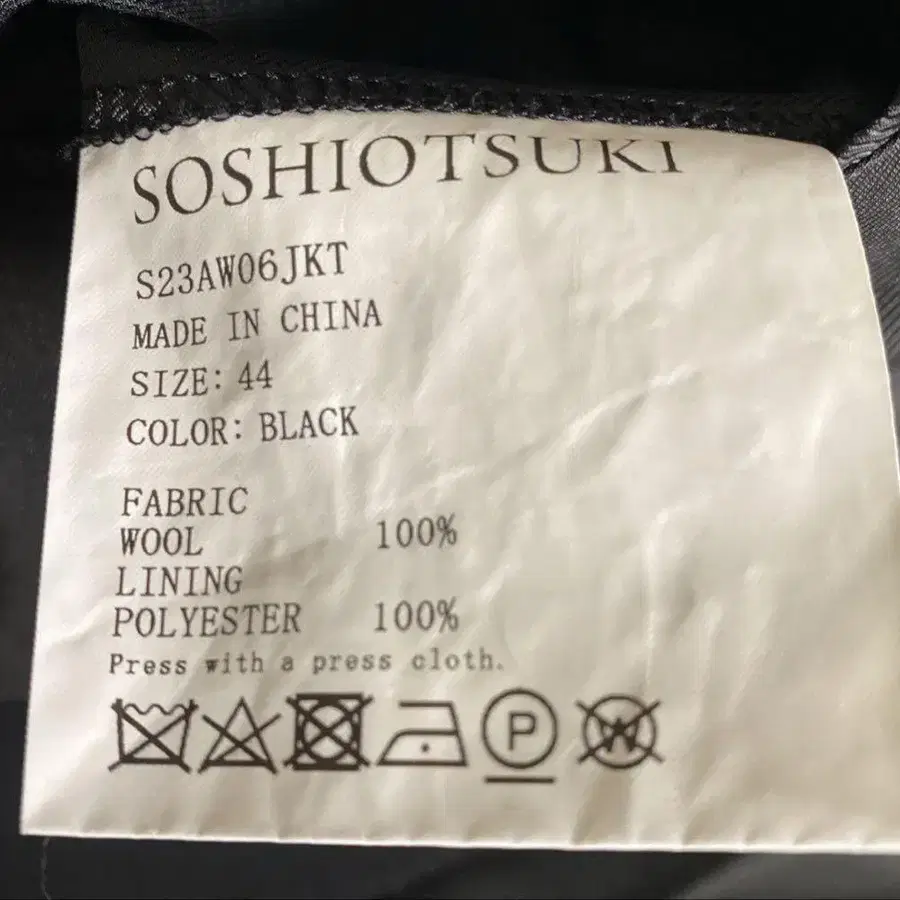 SOSHIOTSUKI
S23AW06JKT
MADE IN CHINA
SIZE: 44
COLOR: BLACK
FABRIC
WOOL 100%
LINING
POLYESTER 100%
Press with a press cloth.
P W